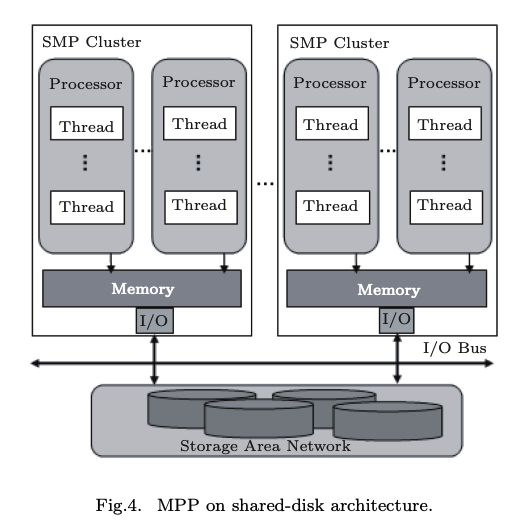 SMP Cluster
Processor
Thread
Thread
...
Processor
Thread
Thread
Memory
I/O
...
SMP Cluster
Processor
Thread
Thread
...
Processor
Thread
Thread
Memory
I/O
I/O Bus
Storage Area Network
Fig.4. MPP on shared-disk architecture.